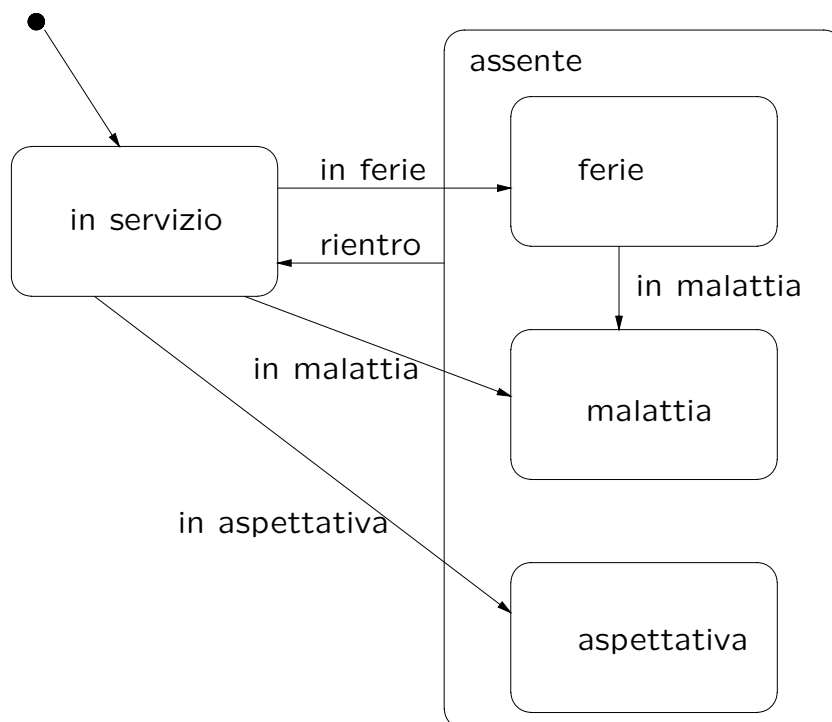 assente
in ferie
ferie
in servizio
rientro
in malattia
in malattia
malattia
in aspettativa
aspettativa